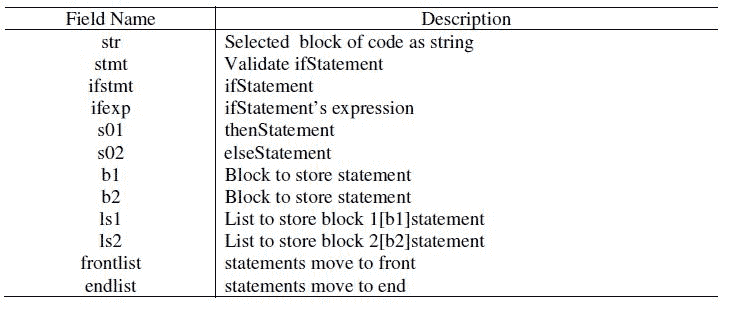 Field Name Description
str Selected block of code as string
stmt Validate ifStatement
ifstmt ifStatement
ifexp ifStatement's expression
s01 thenStatement
s02 elseStatement
b1 Block to store statement
b2 Block to store statement
ls1 List to store block 1[b1]statement
ls2 List to store block 2[b2]statement
frontlist statements move to front
endlist statements move to end